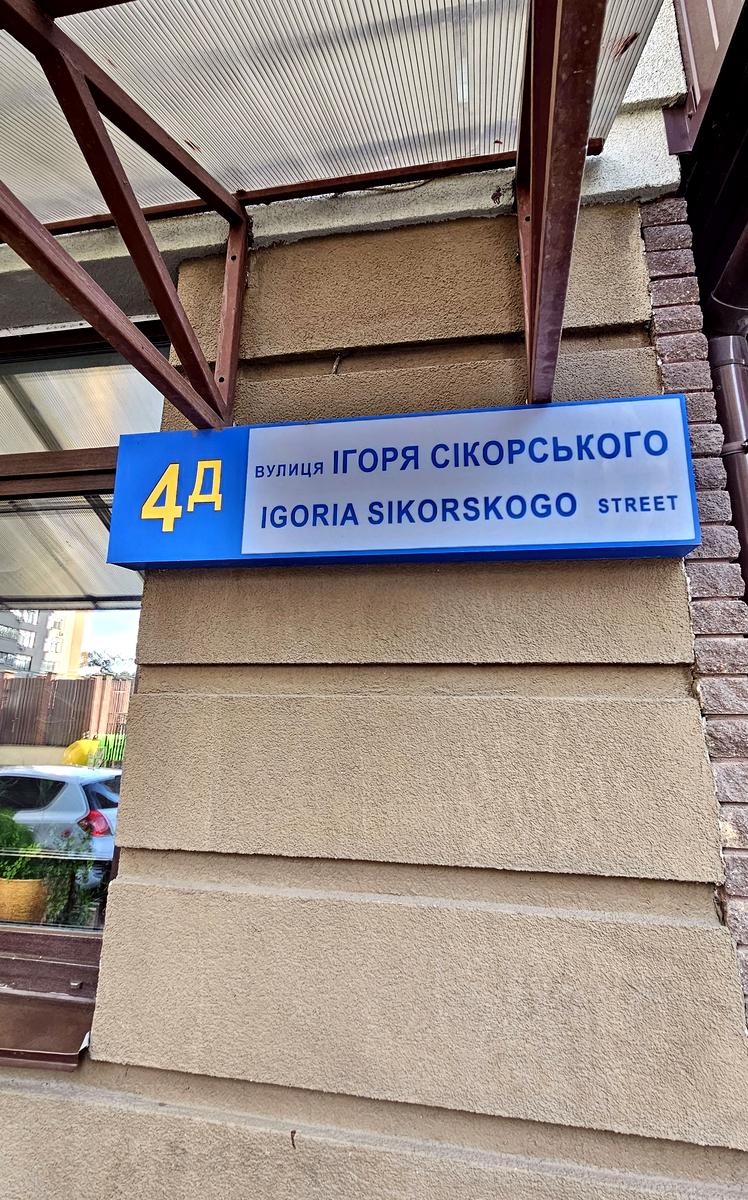 4Д
ВУЛИЦЯ ІГОРЯ СІКОРСЬКОГО
IGORIA SIKORSKOGO STREET